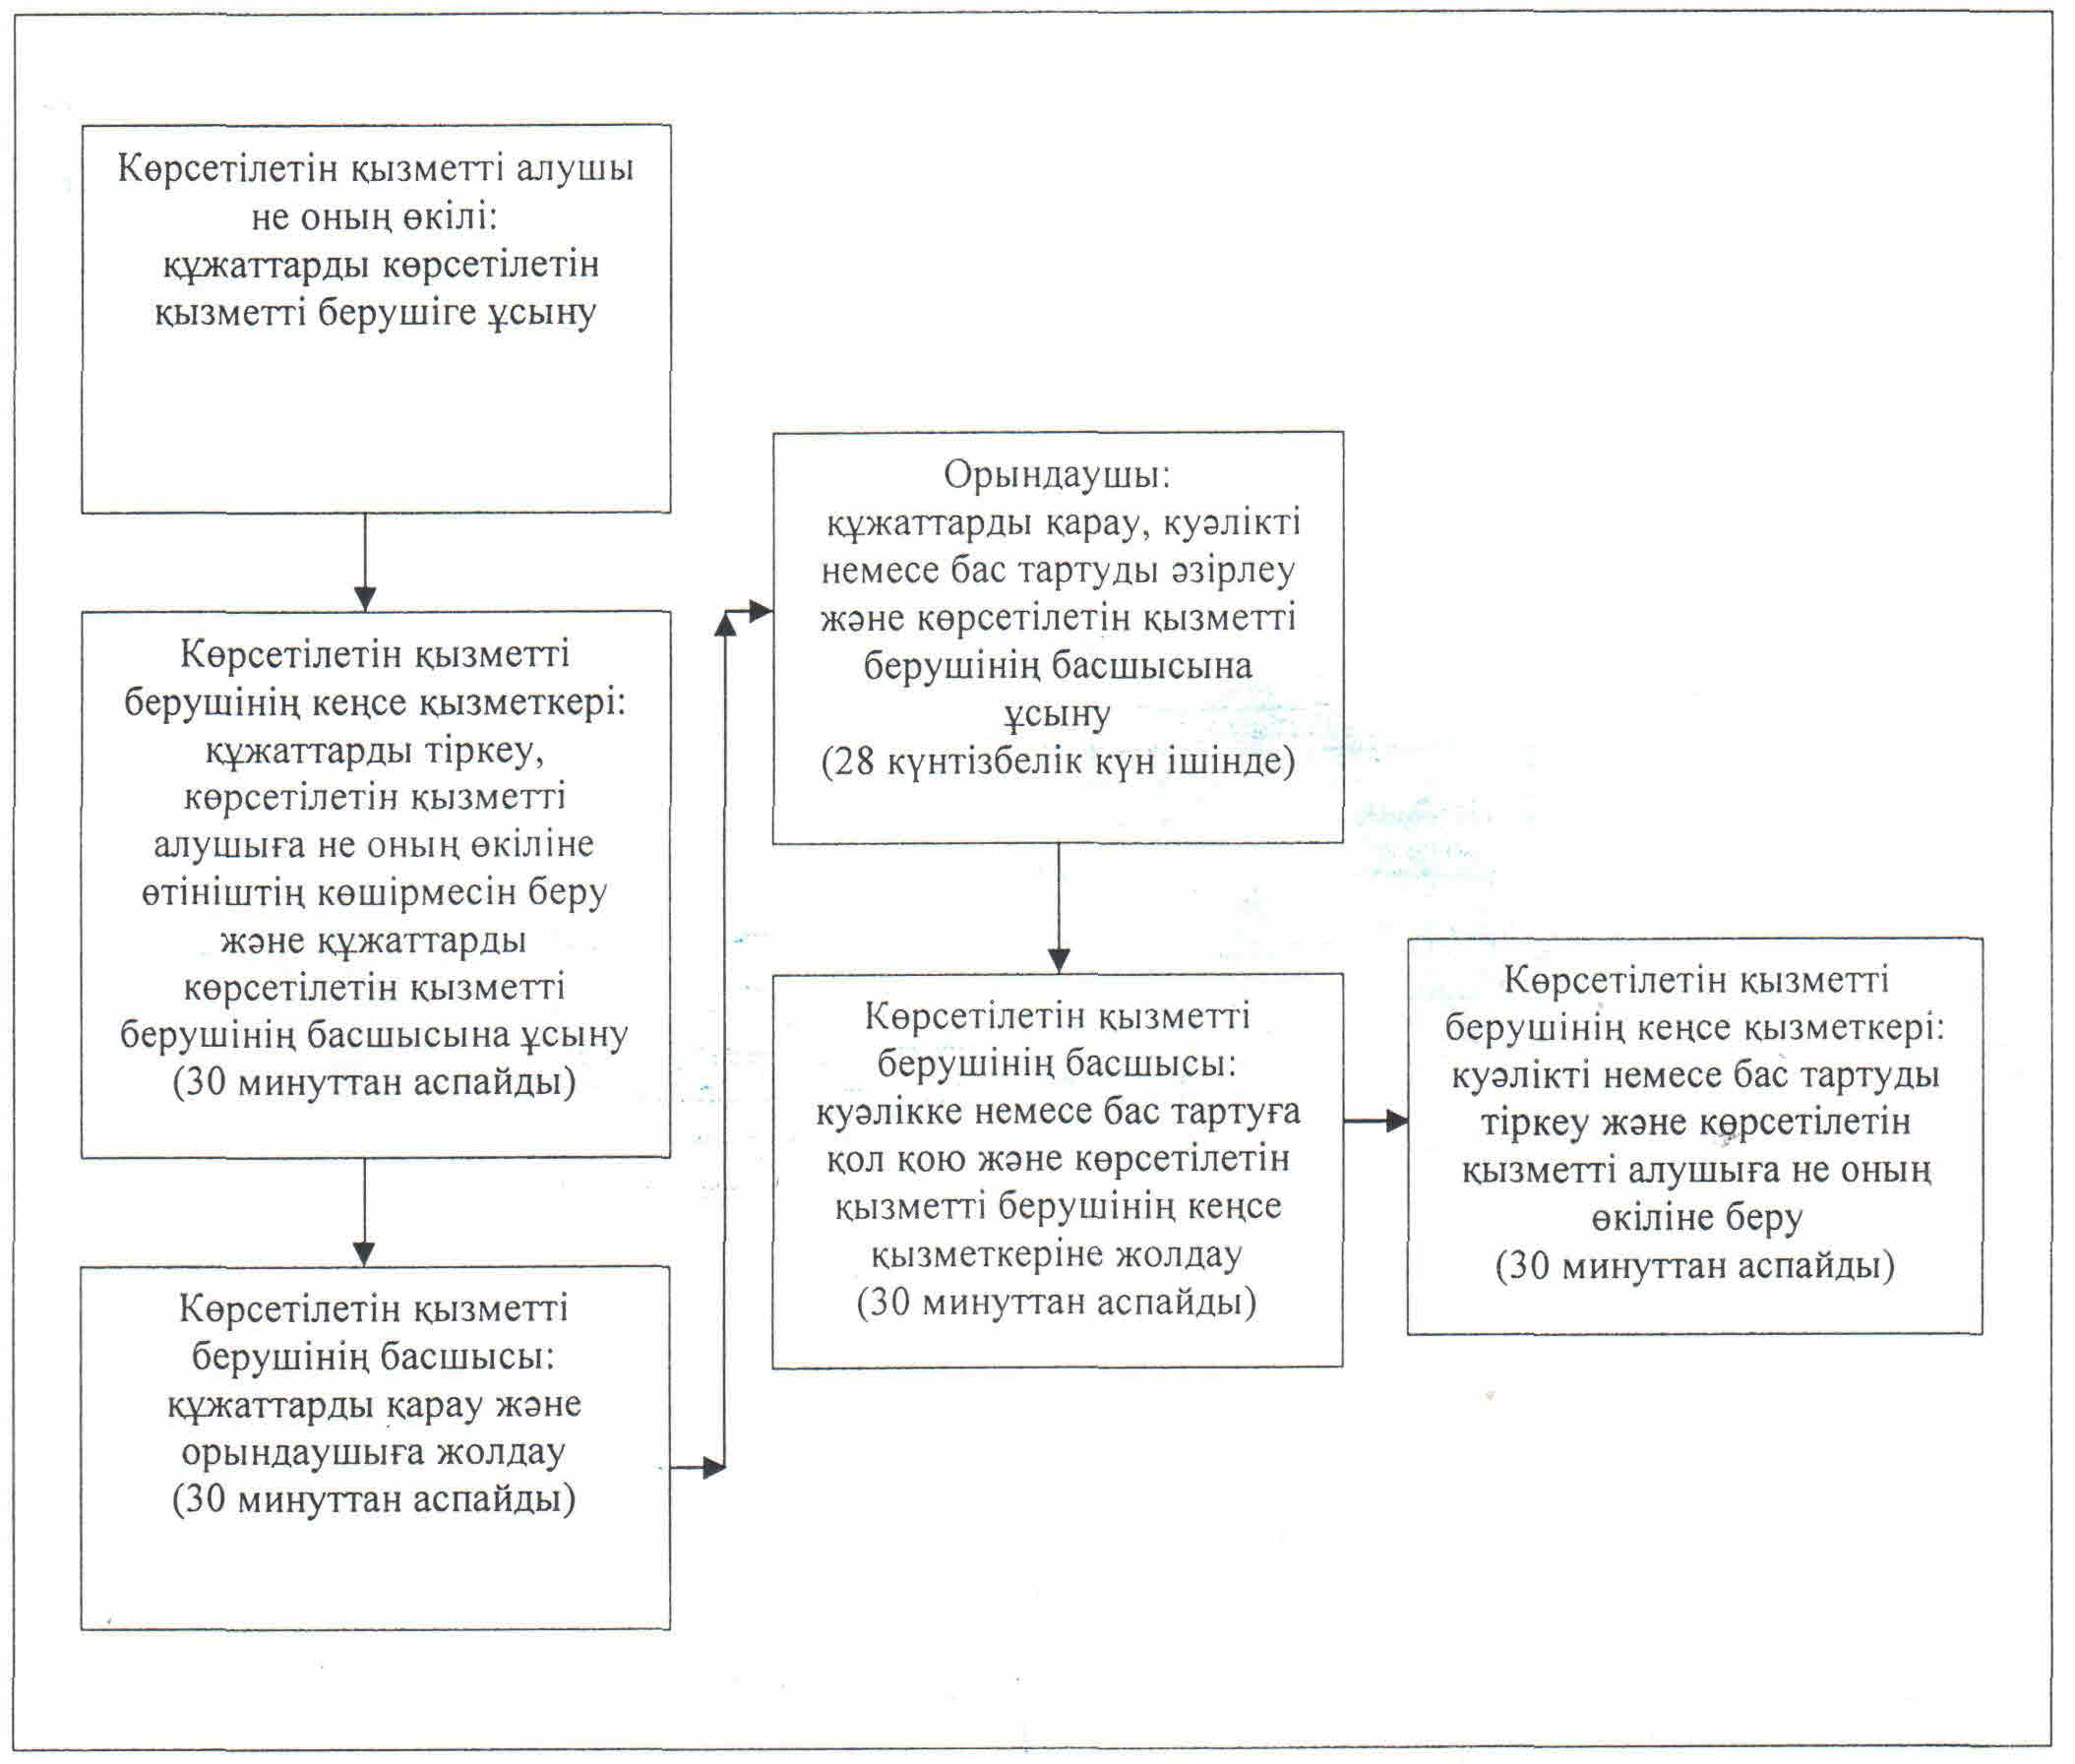 Көрсетілетін қызметті алушы
не оның өкілі:
құжаттарды көрсетілетін
қызметті берушіге ұсыну
Көрсетілетін қызметті
берушінің кеңсе қызметкері:
құжаттарды тіркеу,
көрсетілетін қызметті
алушыға не оның өкіліне
өтініштің көшірмесін беру
және құжаттарды
көрсетілетін қызметті
берушінің басшысына ұсыну
(30 минуттан аспайды)
Көрсетілетін қызметті
берушінің басшысы:
құжаттарды қарау және
орындаушыға жолдау
(30 минуттан аспайды)
Орындаушы:
құжаттарды қарау, куәлікті
немесе бас тартуды әзірлеу
және көрсетілетін қызметті
берушінің басшысына
ұсыну
(28 күнтізбелік күн ішінде)
Көрсетілетін қызметті
берушінің басшысы:
куәлікке немесе бас тартуға
қол қою және көрсетілетін
қызметті берушінің кеңсе
қызметкеріне жолдау
(30 минуттан аспайды)
Көрсетілетін қызметті
берушінің кеңсе қызметкері:
куәлікті немесе бас тартуды
тіркеу және көрсетілетін
қызметті алушыға не оның
өкіліне беру
(30 минуттан аспайды)